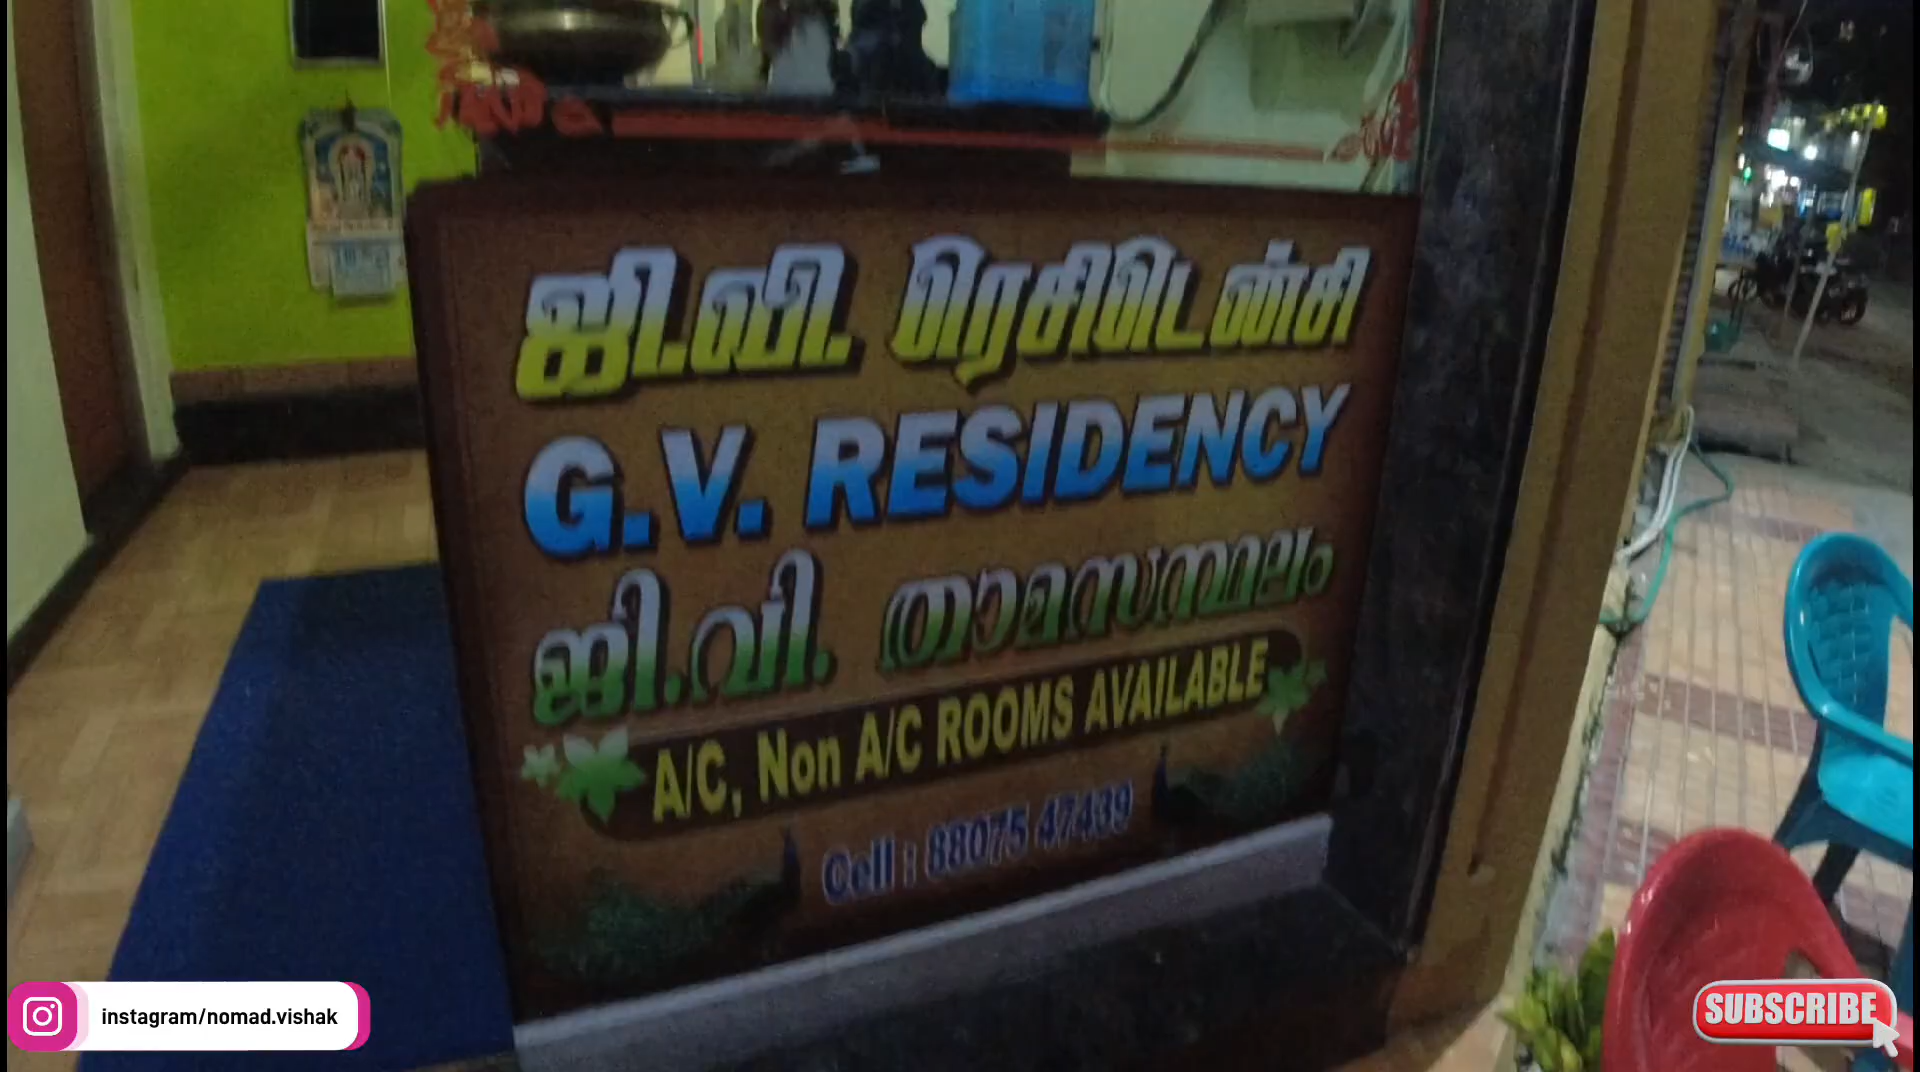 ஜி.வி. ரெசிடென்சி
G.V. RESIDENCY
ജി.വി. താമസസ്ഥലം
A/C, Non A/C ROOMS AVAILABLE
Cell : 88075 47439
instagram/nomad.vishak
SUBSCRIBE